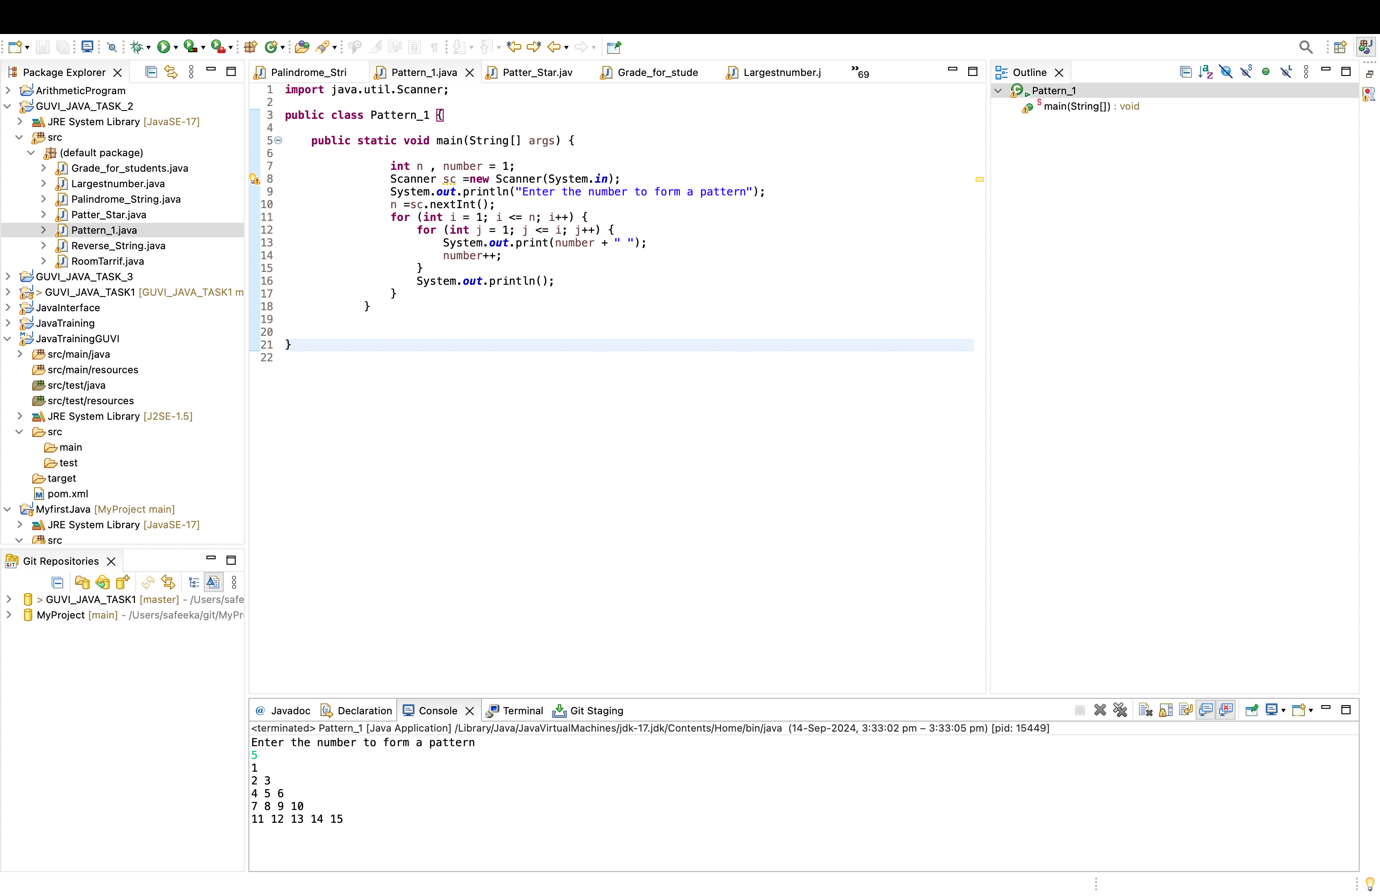 Package Explorer
ArithmeticProgram
GUVI_JAVA_TASK_2
JRE System Library [JavaSE-17]
src
(default package)
Grade_for_students.java
Largestnumber.java
Palindrome_String.java
Patter_Star.java
Pattern_1.java
Reverse_String.java
RoomTarrif.java
GUVI_JAVA_TASK_3
> GUVI_JAVA_TASK1 [GUVI_JAVA_TASK1 m
JavaInterface
JavaTraining
JavaTrainingGUVI
src/main/java
src/main/resources
src/test/java
src/test/resources
JRE System Library [J2SE-1.5]
src
main
test
target
pom.xml
MyfirstJava [MyProject main]
JRE System Library [JavaSE-17]
src
Git Repositories
> GUVI_JAVA_TASK1 [master] - /Users/safe
MyProject [main] - /Users/safeeka/git/MyPr
Palindrome_Stri
Pattern_1.java
Patter_Star.jav
Grade_for_stude
Largestnumber.j
»69
1 import java.util.Scanner;
2
3 public class Pattern_1 {
4
5 public static void main(String[] args) {
6
7 int n , number = 1;
8 Scanner sc =new Scanner(System.in);
9 System.out.println("Enter the number to form a pattern");
10 n =sc.nextInt();
11 for (int i = 1; i <= n; i++) {
12 for (int j = 1; j <= i; j++) {
13 System.out.print(number + " ");
14 number++;
15 }
16 System.out.println();
17 }
18 }
19
20
21 }
22
Outline
Pattern_1
main(String[]) : void
@ Javadoc
Declaration
Console
Terminal
Git Staging
<terminated> Pattern_1 [Java Application] /Library/Java/JavaVirtualMachines/jdk-17.jdk/Contents/Home/bin/java (14-Sep-2024, 3:33:02 pm – 3:33:05 pm) [pid: 15449]
Enter the number to form a pattern
5
1
2 3
4 5 6
7 8 9 10
11 12 13 14 15